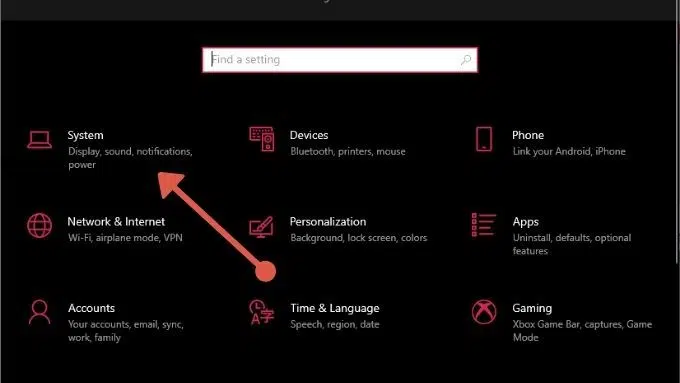 Find a setting
System
Display, sound, notifications,
power
Devices
Bluetooth, printers, mouse
Phone
Link your Android, iPhone
Network & Internet
Wi-Fi, airplane mode, VPN
Personalization
Background, lock screen, colors
Apps
Uninstall, defaults, optional
features
Accounts
Your accounts, email, sync,
work, family
Time & Language
Speech, region, date
Gaming
Xbox Game Bar, captures, Game
Mode